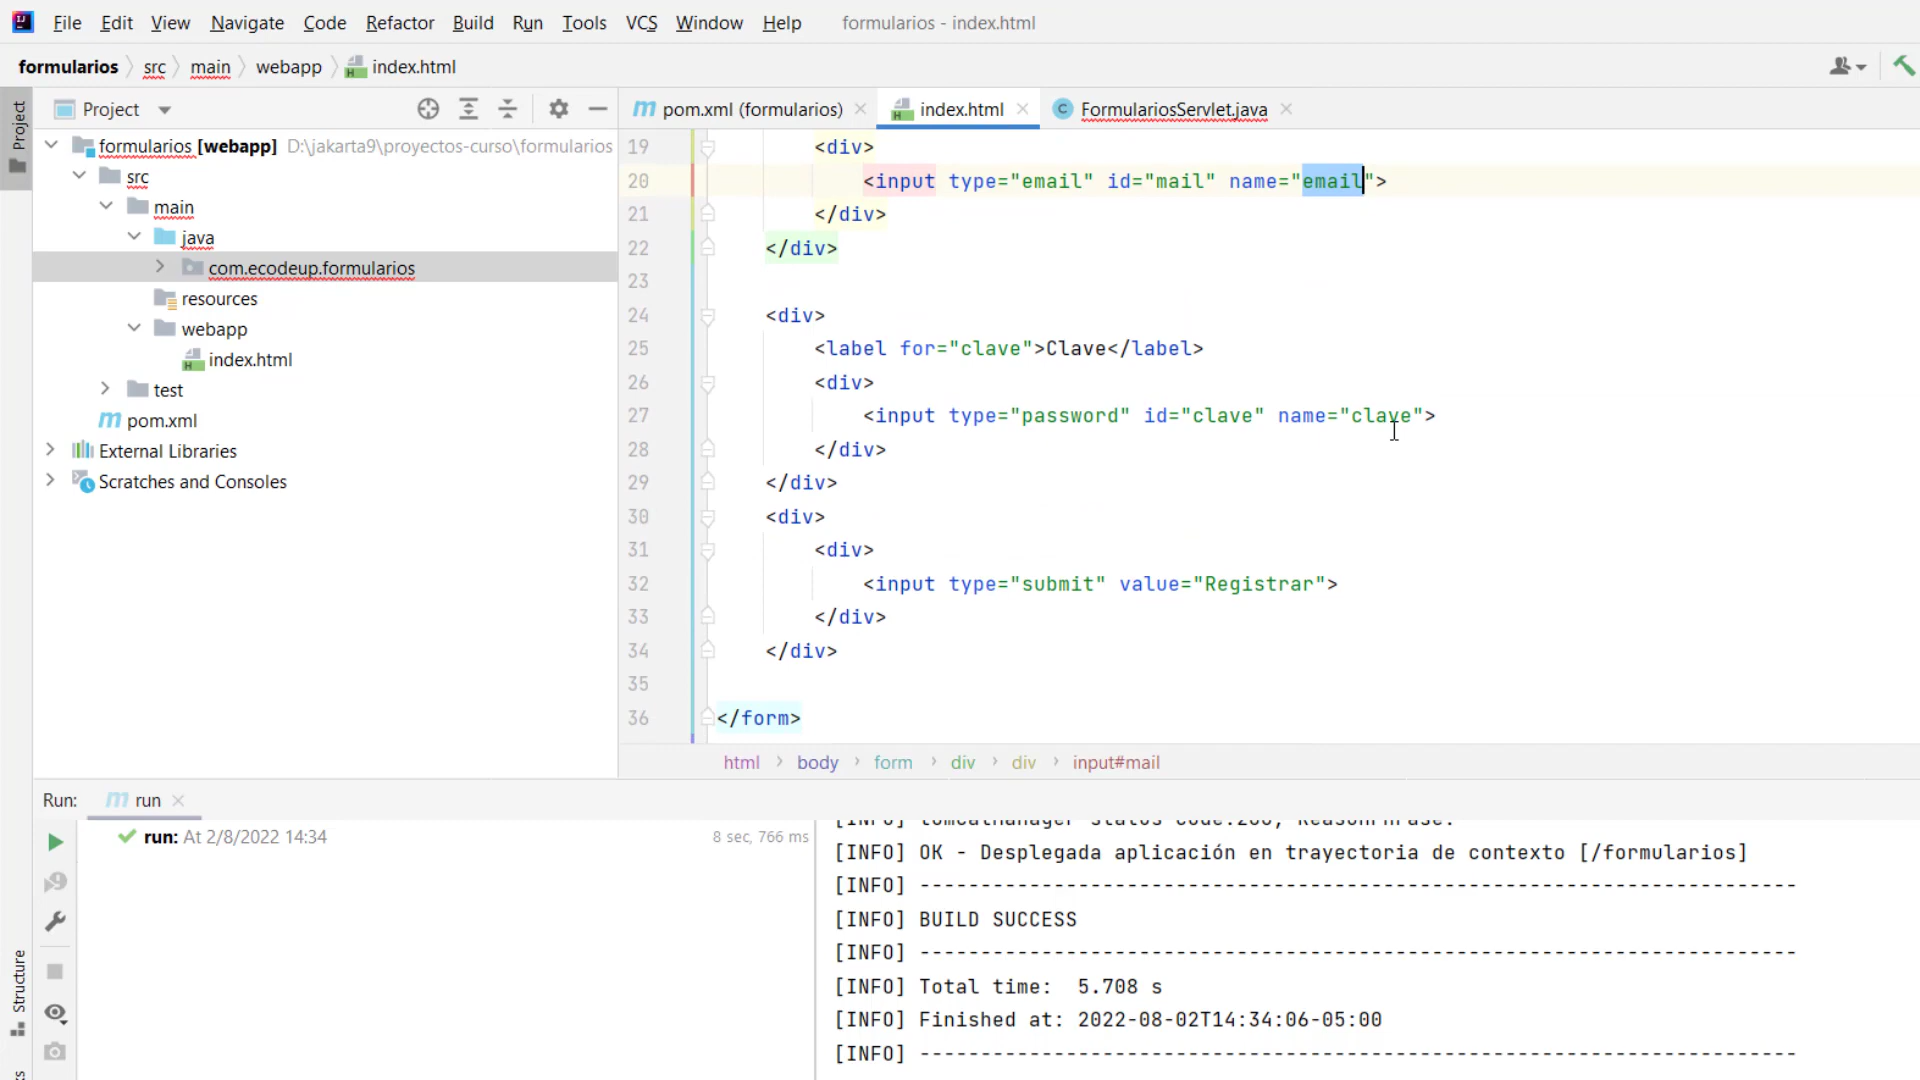 File Edit View Navigate Code Refactor Build Run Tools VCS Window Help formularios - index.html
formularios src main webapp index.html
Project
Project
pom.xml (formularios) index.html FormulariosServlet.java
formularios [webapp] D:\jakarta9\proyectos-curso\formularios
src
main
java
com.ecodeup.formularios
resources
webapp
index.html
test
pom.xml
External Libraries
Scratches and Consoles
19 <div>
20 <input type="email" id="mail" name="email">
21 </div>
22 </div>
23
24 <div>
25 <label for="clave">Clave</label>
26 <div>
27 <input type="password" id="clave" name="clave">
28 </div>
29 </div>
30 <div>
31 <div>
32 <input type="submit" value="Registrar">
33 </div>
34 </div>
35
36 </form>
html body form div div input#mail
Run: run
run: At 2/8/2022 14:34 8 sec, 766 ms
[INFO] tomcatManager status code:200, ReasonPhrase:
[INFO] OK - Desplegada aplicación en trayectoria de contexto [/formularios]
[INFO] ------------------------------------------------------------------------
[INFO] BUILD SUCCESS
[INFO] ------------------------------------------------------------------------
[INFO] Total time:  5.708 s
[INFO] Finished at: 2022-08-02T14:34:06-05:00
[INFO] ------------------------------------------------------------------------
Structure